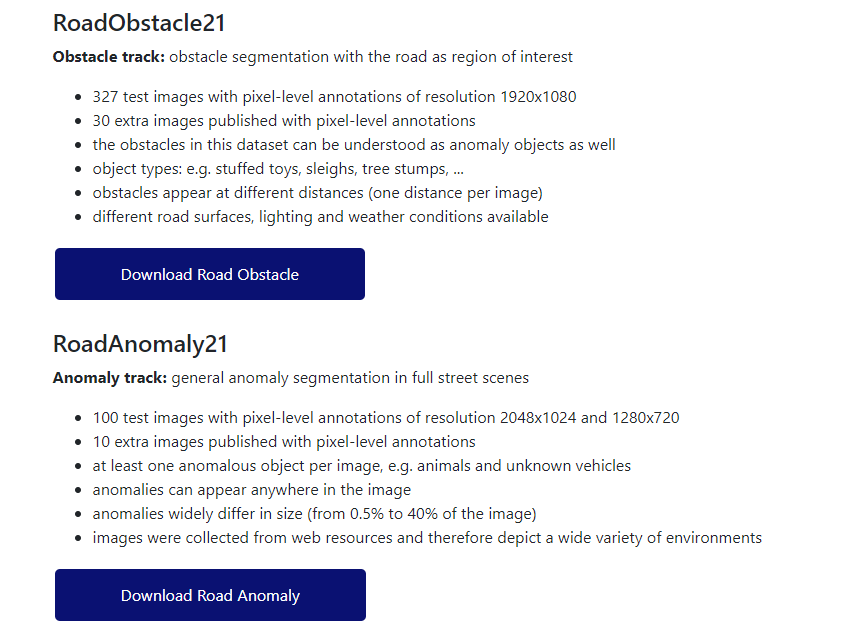 RoadObstacle21
Obstacle track: obstacle segmentation with the road as region of interest
327 test images with pixel-level annotations of resolution 1920x1080
30 extra images published with pixel-level annotations
the obstacles in this dataset can be understood as anomaly objects as well
object types: e.g. stuffed toys, sleighs, tree stumps, ...
obstacles appear at different distances (one distance per image)
different road surfaces, lighting and weather conditions available
Download Road Obstacle
RoadAnomaly21
Anomaly track: general anomaly segmentation in full street scenes
100 test images with pixel-level annotations of resolution 2048x1024 and 1280x720
10 extra images published with pixel-level annotations
at least one anomalous object per image, e.g. animals and unknown vehicles
anomalies can appear anywhere in the image
anomalies widely differ in size (from 0.5% to 40% of the image)
images were collected from web resources and therefore depict a wide variety of environments
Download Road Anomaly